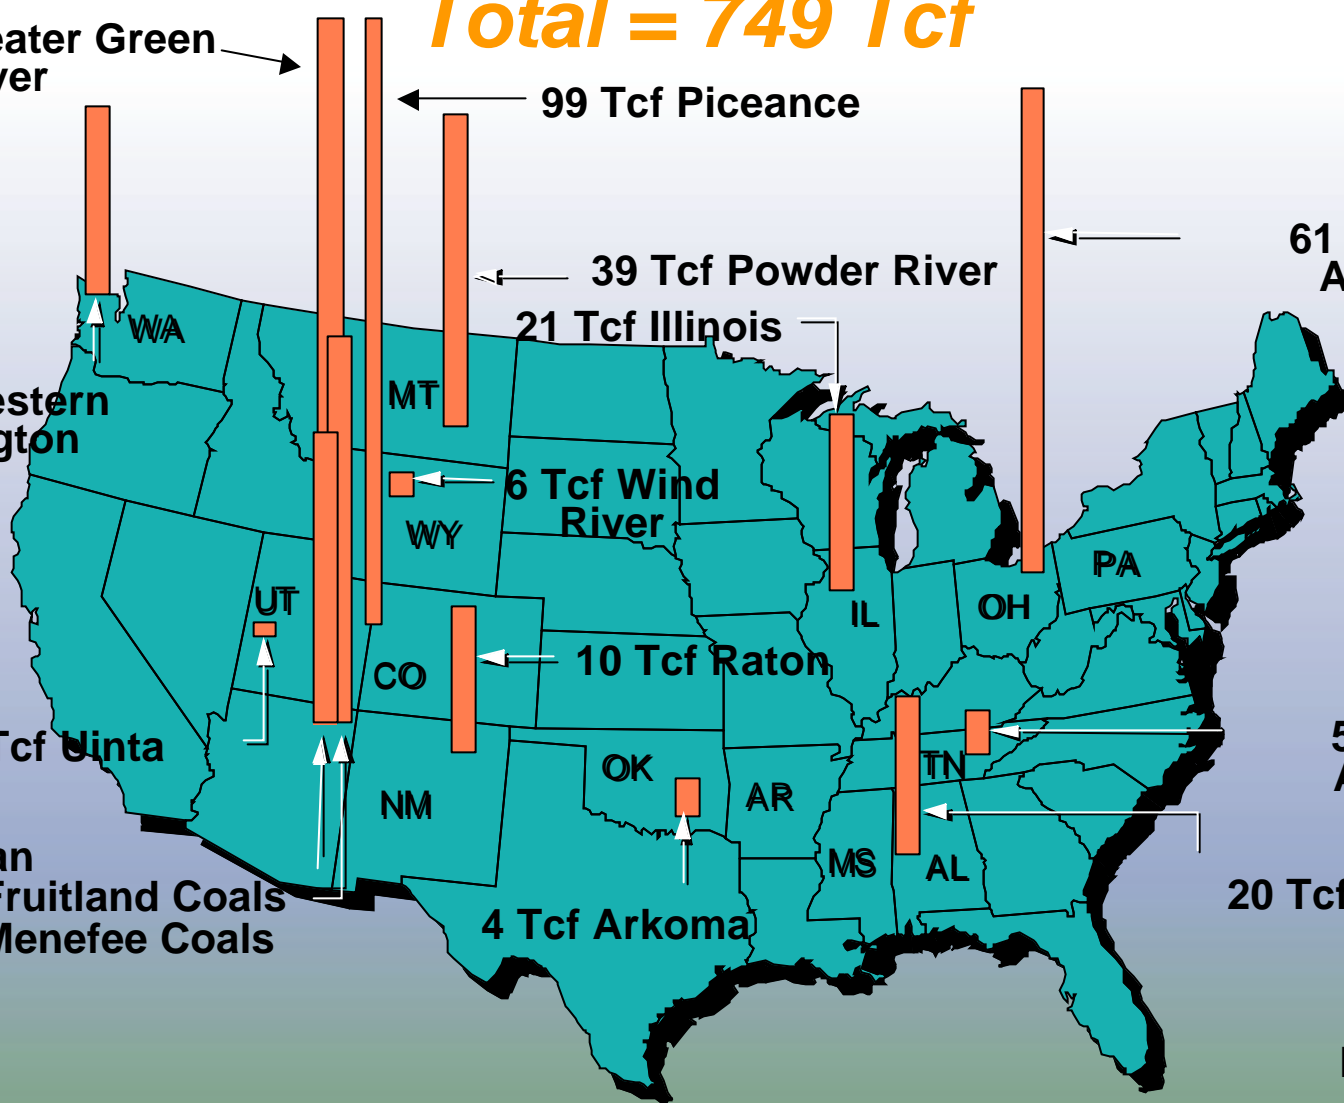 Total = 749 Tcf
eater Green
ver
99 Tcf Piceance
61
A
39 Tcf Powder River
21 Tcf Illinois
WA
MT
estern
gton
6 Tcf Wind
River
WY
PA
UT
IL
OH
10 Tcf Raton
CO
Tcf Uinta
5
A
TN
OK
AR
NM
MS
AL
an
Fruitland Coals
Menefee Coals
20 Tcf
4 Tcf Arkoma